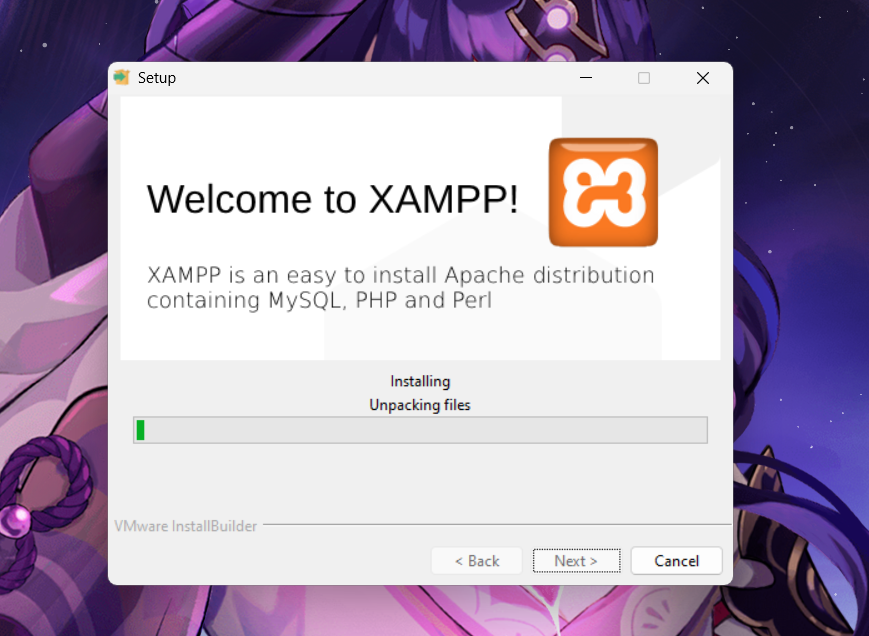 Setup
Welcome to XAMPP!
XAMPP is an easy to install Apache distribution
containing MySQL, PHP and Perl
Installing
Unpacking files
VMware InstallBuilder
< Back
Next >
Cancel